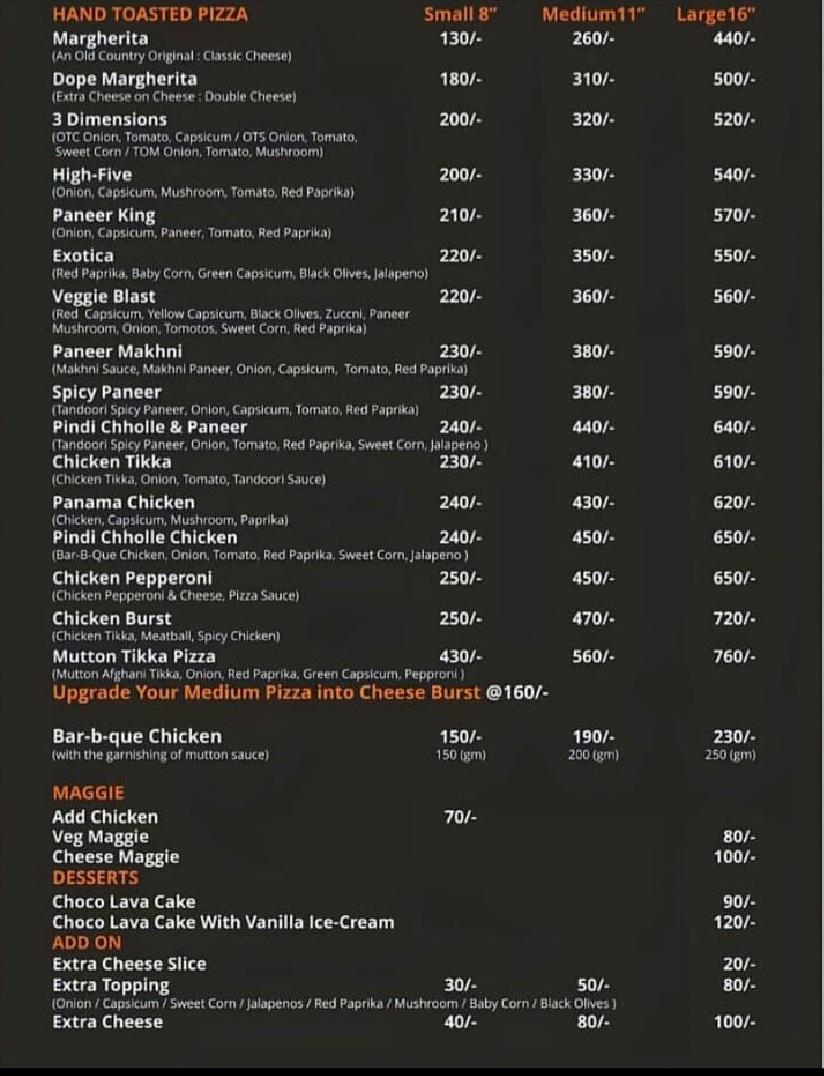 HAND TOASTED PIZZA Small 8" Medium11" Large16"
Margherita 130/- 260/- 440/-
(An Old Country Original : Classic Cheese)
Dope Margherita 180/- 310/- 500/-
(Extra Cheese on Cheese : Double Cheese)
3 Dimensions 200/- 320/- 520/-
(OTC Onion, Tomato, Capsicum / OTS Onion, Tomato,
Sweet Corn / TOM Onion, Tomato, Mushroom)
High-Five 200/- 330/- 540/-
(Onion, Capsicum, Mushroom, Tomato, Red Paprika)
Paneer King 210/- 360/- 570/-
(Onion, Capsicum, Paneer, Tomato, Red Paprika)
Exotica 220/- 350/- 550/-
(Red Paprika, Baby Corn, Green Capsicum, Black Olives, Jalapeno)
Veggie Blast 220/- 360/- 560/-
(Red Capsicum, Yellow Capsicum, Black Olives, Zuccni, Paneer
Mushroom, Onion, Tomotos, Sweet Corn, Red Paprika)
Paneer Makhni 230/- 380/- 590/-
(Makhni Sauce, Makhni Paneer, Onion, Capsicum, Tomato, Red Paprika)
Spicy Paneer 230/- 380/- 590/-
(Tandoori Spicy Paneer, Onion, Capsicum, Tomato, Red Paprika)
Pindi Chholle & Paneer 240/- 440/- 640/-
(Tandoori Spicy Paneer, Onion, Tomato, Red Paprika, Sweet Corn, Jalapeno )
Chicken Tikka 230/- 410/- 610/-
(Chicken Tikka, Onion, Tomato, Tandoori Sauce)
Panama Chicken 240/- 430/- 620/-
(Chicken, Capsicum, Mushroom, Paprika)
Pindi Chholle Chicken 240/- 450/- 650/-
(Bar-B-Que Chicken, Onion, Tomato, Red Paprika, Sweet Corn, Jalapeno )
Chicken Pepperoni 250/- 450/- 650/-
(Chicken Pepperoni & Cheese, Pizza Sauce)
Chicken Burst 250/- 470/- 720/-
(Chicken Tikka, Meatball, Spicy Chicken)
Mutton Tikka Pizza 430/- 560/- 760/-
(Mutton Afghani Tikka, Onion, Red Paprika, Green Capsicum, Pepproni )
Upgrade Your Medium Pizza into Cheese Burst @160/-
Bar-b-que Chicken 150/- 190/- 230/-
(with the garnishing of mutton sauce) 150 (gm) 200 (gm) 250 (gm)
MAGGIE
Add Chicken 70/-
Veg Maggie 80/-
Cheese Maggie 100/-
DESSERTS
Choco Lava Cake 90/-
Choco Lava Cake With Vanilla Ice-Cream 120/-
ADD ON
Extra Cheese Slice 20/-
Extra Topping 30/- 50/- 80/-
(Onion / Capsicum / Sweet Corn / Jalapenos / Red Paprika / Mushroom / Baby Corn / Black Olives )
Extra Cheese 40/- 80/- 100/-